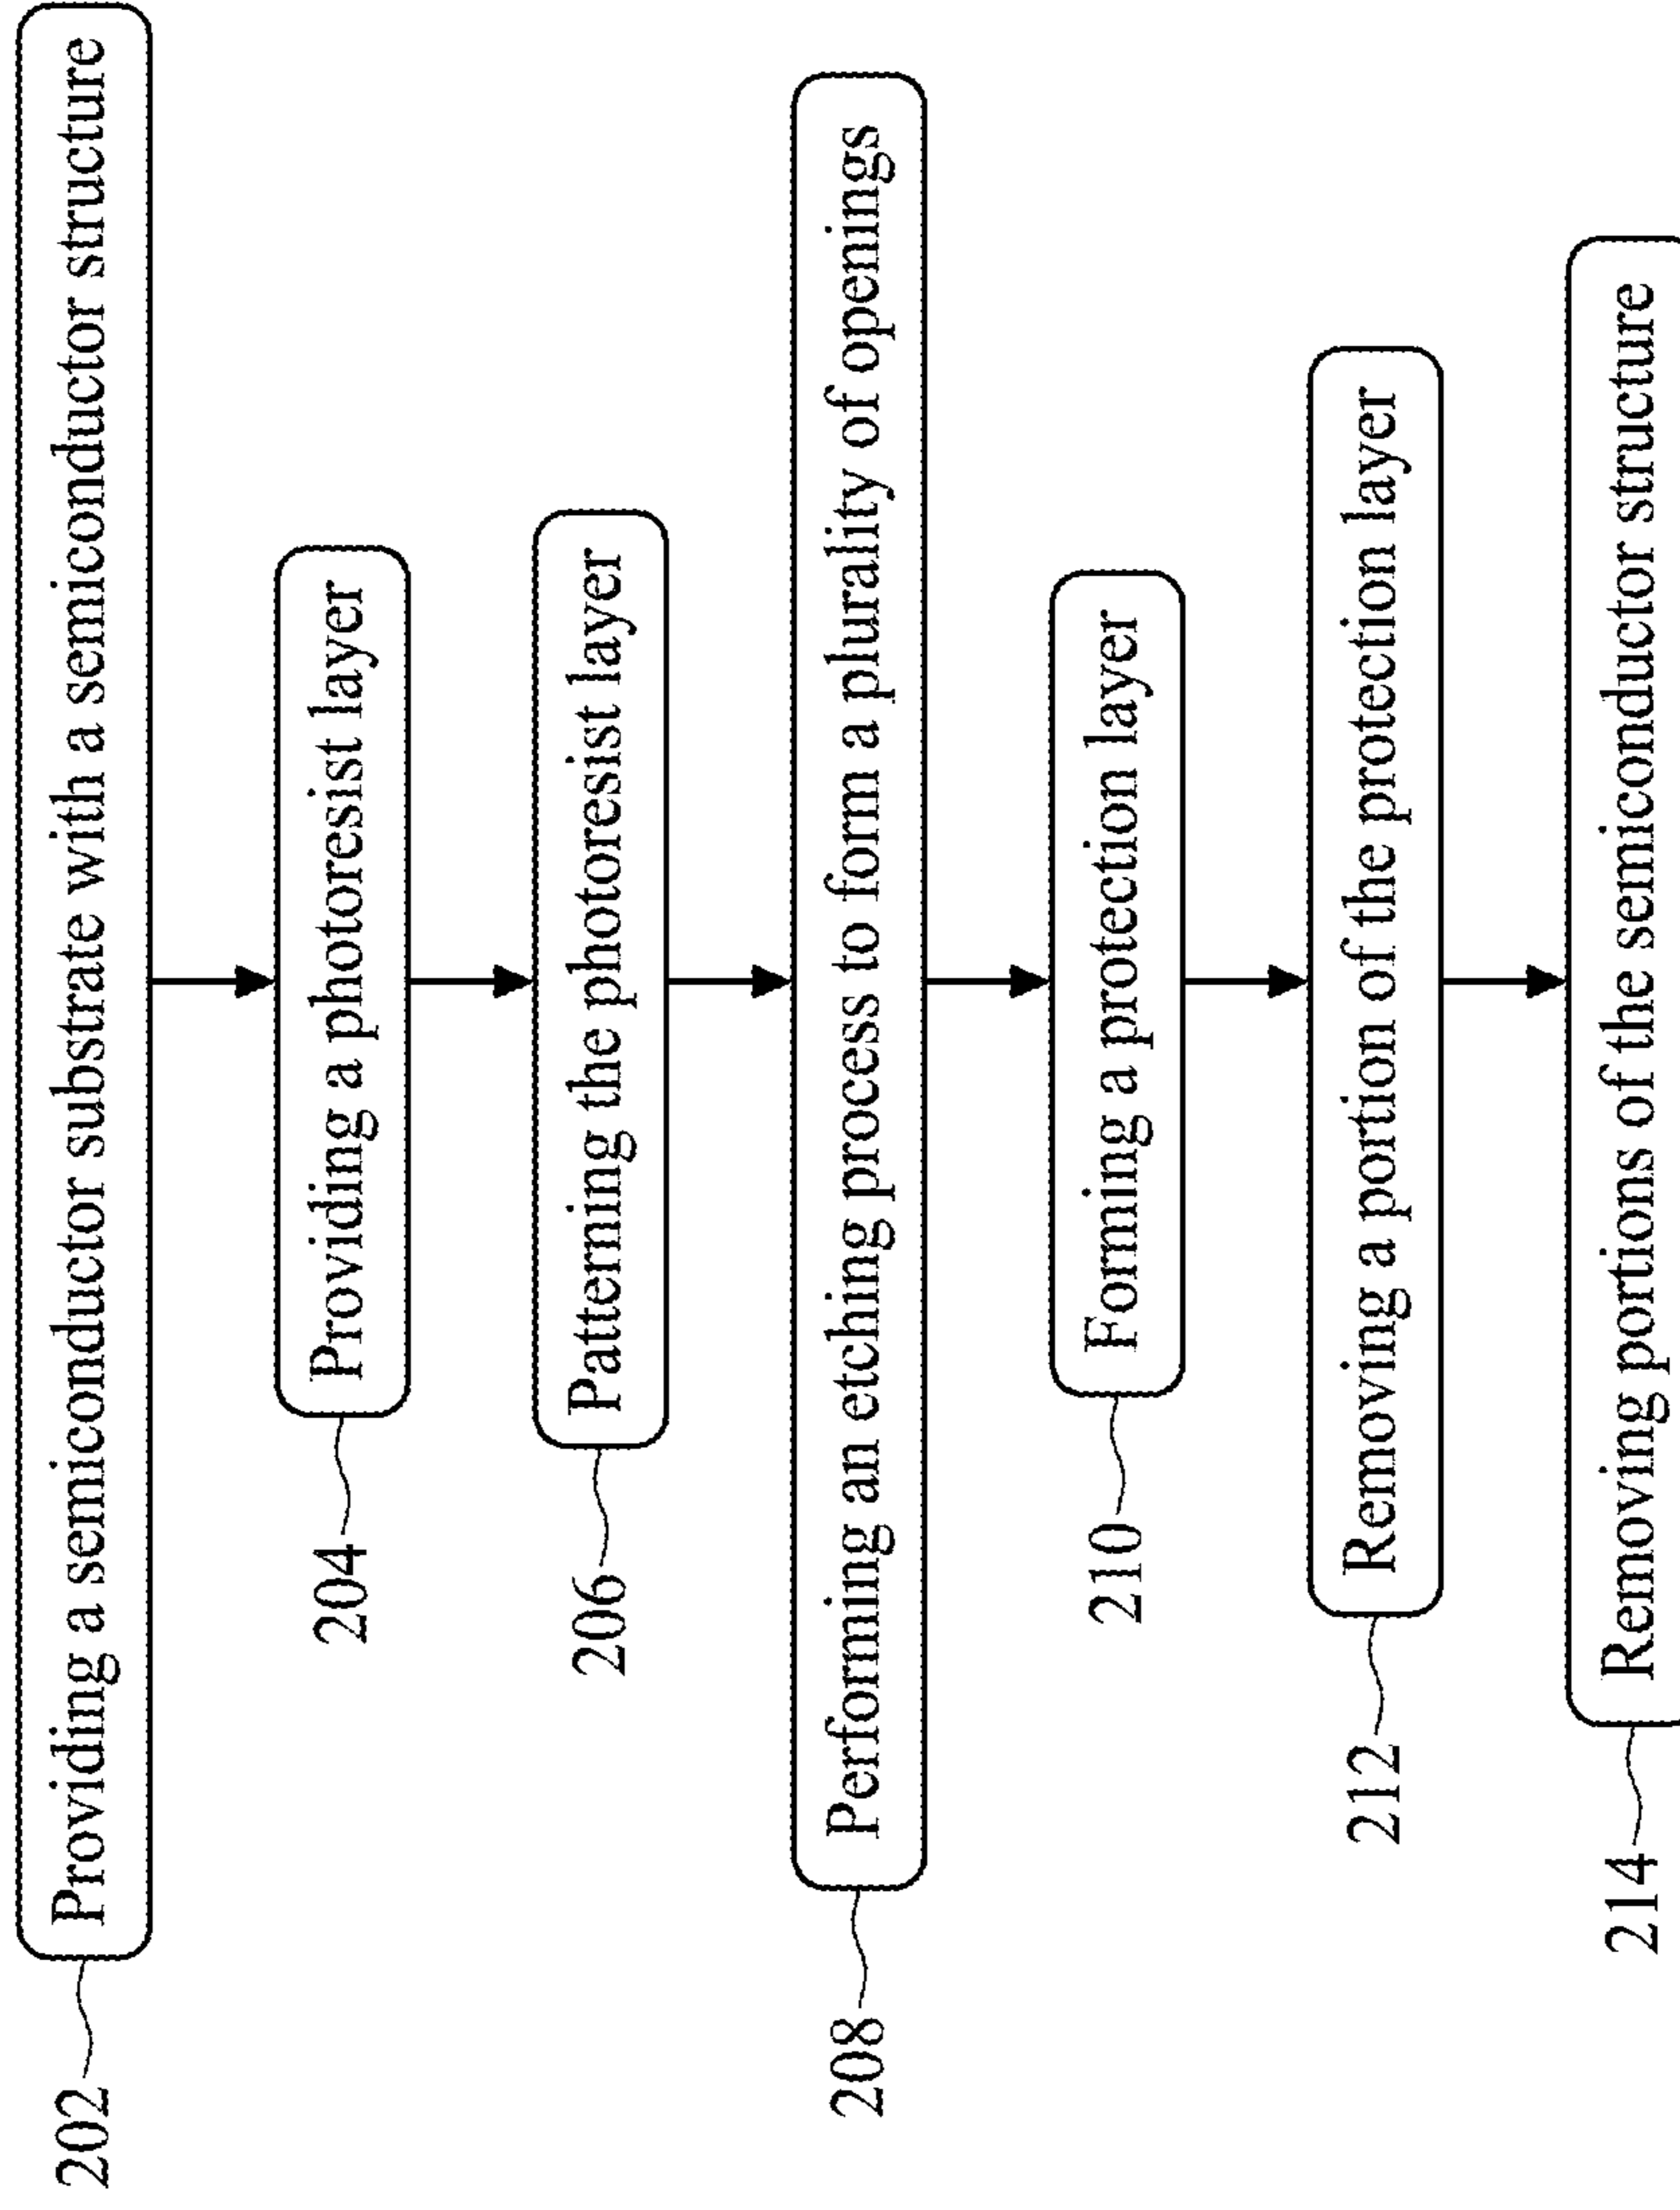 202
Providing a semiconductor substrate with a semiconductor structure
204
Providing a photoresist layer
206
Patterning the photoresist layer
208
Performing an etching process to form a plurality of openings
210
Forming a protection layer
212
Removing a portion of the protection layer
214
Removing portions of the semiconductor structure